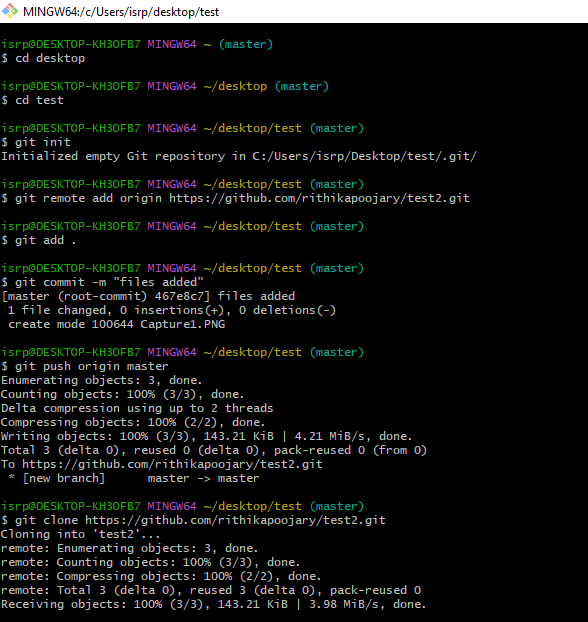 MINGW64:/c/Users/isrp/desktop/test
isrp@DESKTOP-KH3OFB7 MINGW64 ~ (master)
$ cd desktop
isrp@DESKTOP-KH3OFB7 MINGW64 ~/desktop (master)
$ cd test
isrp@DESKTOP-KH3OFB7 MINGW64 ~/desktop/test (master)
$ git init
Initialized empty Git repository in C:/Users/isrp/Desktop/test/.git/
isrp@DESKTOP-KH3OFB7 MINGW64 ~/desktop/test (master)
$ git remote add origin https://github.com/rithikapoojary/test2.git
isrp@DESKTOP-KH3OFB7 MINGW64 ~/desktop/test (master)
$ git add .
isrp@DESKTOP-KH3OFB7 MINGW64 ~/desktop/test (master)
$ git commit -m "files added"
[master (root-commit) 467e8c7] files added
 1 file changed, 0 insertions(+), 0 deletions(-)
 create mode 100644 Capture1.PNG
isrp@DESKTOP-KH3OFB7 MINGW64 ~/desktop/test (master)
$ git push origin master
Enumerating objects: 3, done.
Counting objects: 100% (3/3), done.
Delta compression using up to 2 threads
Compressing objects: 100% (2/2), done.
Writing objects: 100% (3/3), 143.21 KiB | 4.21 MiB/s, done.
Total 3 (delta 0), reused 0 (delta 0), pack-reused 0 (from 0)
To https://github.com/rithikapoojary/test2.git
 * [new branch]      master -> master
isrp@DESKTOP-KH3OFB7 MINGW64 ~/desktop/test (master)
$ git clone https://github.com/rithikapoojary/test2.git
Cloning into 'test2'...
remote: Enumerating objects: 3, done.
remote: Counting objects: 100% (3/3), done.
remote: Compressing objects: 100% (2/2), done.
remote: Total 3 (delta 0), reused 3 (delta 0), pack-reused 0
Receiving objects: 100% (3/3), 143.21 KiB | 3.98 MiB/s, done.